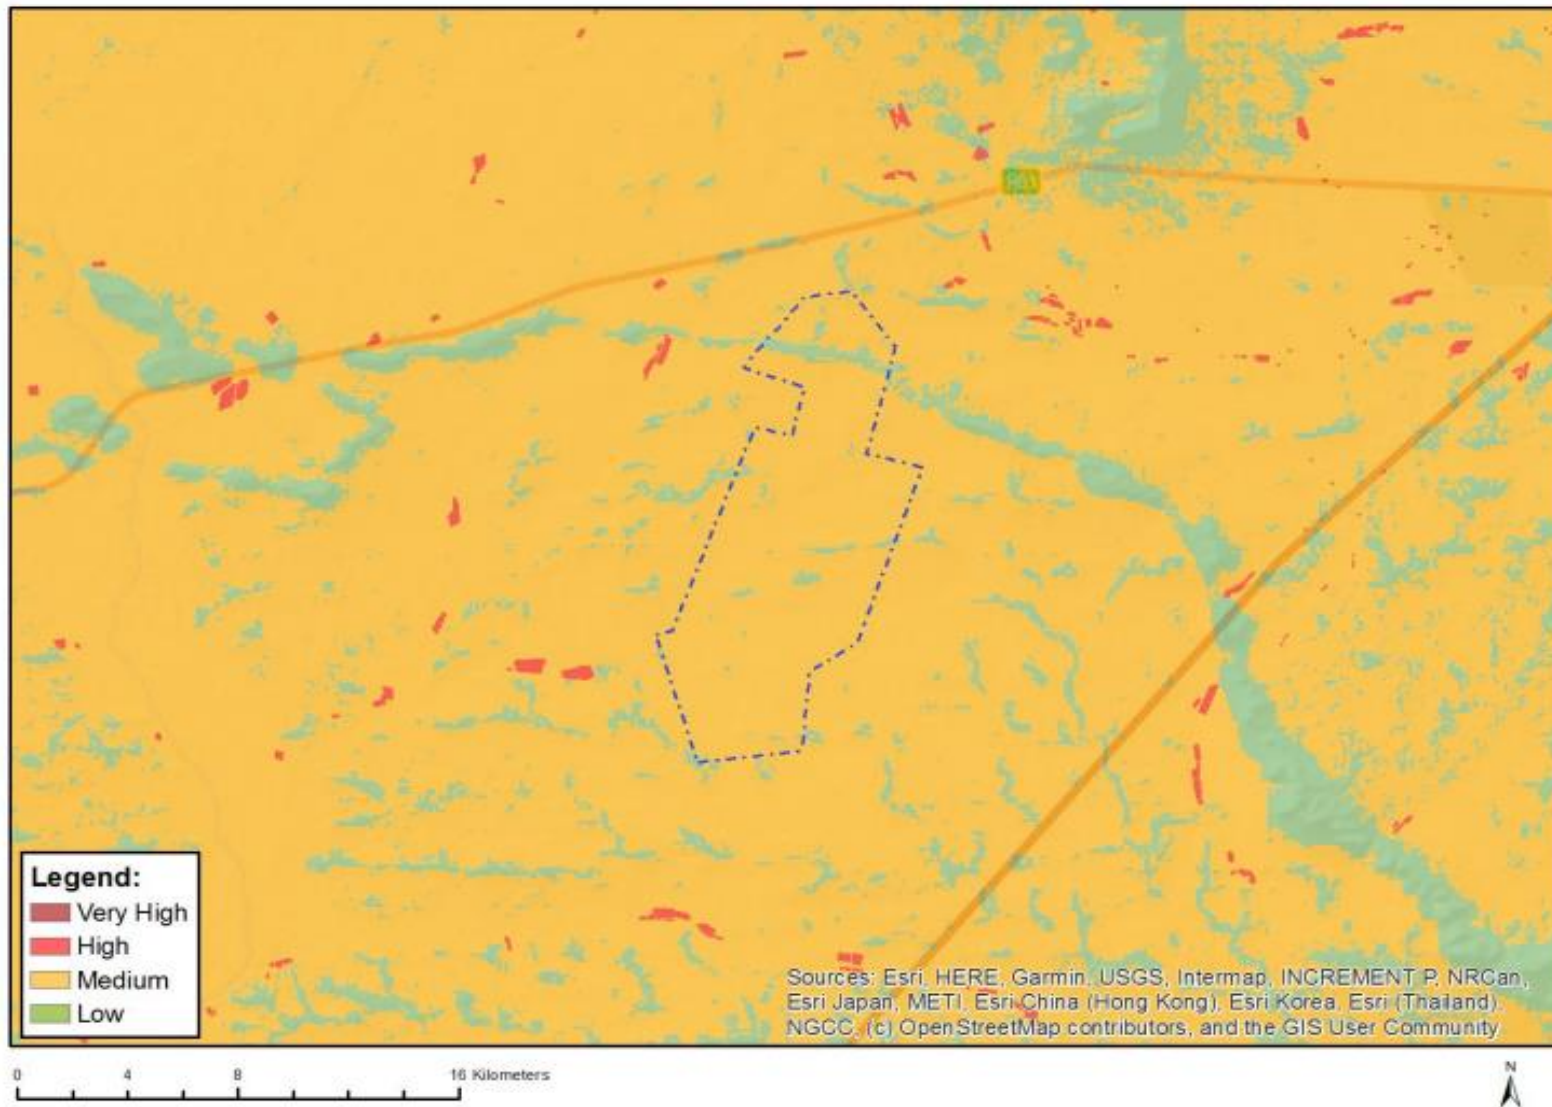 Legend:
Very High
High
Medium
Low
Sources: Esri, HERE, Garmin, USGS, Intermap, INCREMENT P, NRCan,
Esri Japan, METI, Esri China (Hong Kong), Esri Korea, Esri (Thailand),
NGCC, (c) OpenStreetMap contributors, and the GIS User Community
0 4 8 16 Kilometers
N